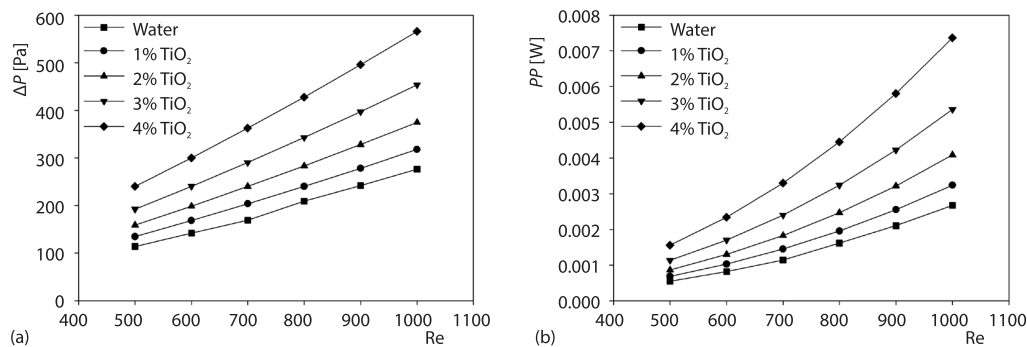 600
500
400
300
200
100
0
ΔP [Pa]
Water
1% TiO₂
2% TiO₂
3% TiO₂
4% TiO₂
400 500 600 700 800 900 1000 1100
Re
(a)
0.008
0.007
0.006
0.005
0.004
0.003
0.002
0.001
0.000
PP [W]
Water
1% TiO₂
2% TiO₂
3% TiO₂
4% TiO₂
400 500 600 700 800 900 1000 1100
Re
(b)